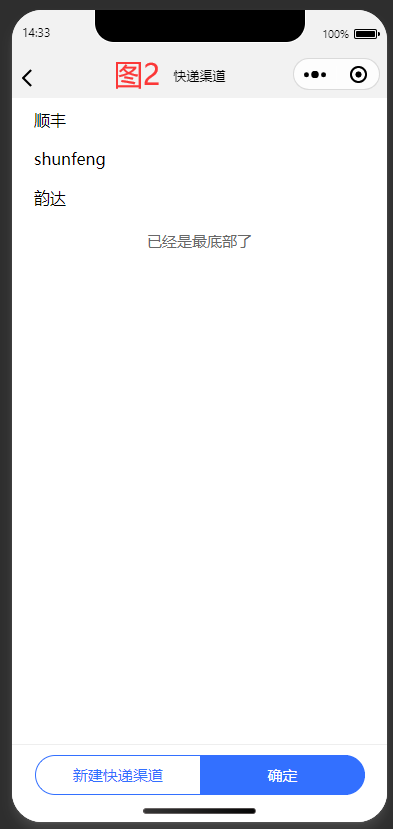 14:33
100%
图2 快递渠道
顺丰
shunfeng
韵达
已经是最底部了
新建快递渠道 确定